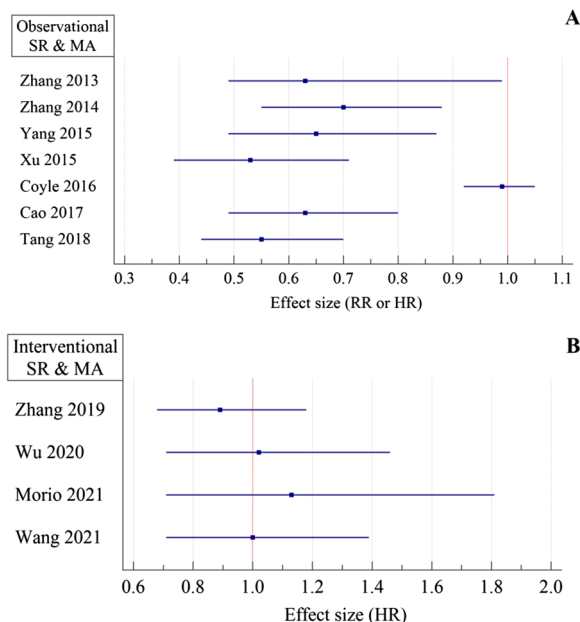 Observational
SR & MA
A
Zhang 2013
Zhang 2014
Yang 2015
Xu 2015
Coyle 2016
Cao 2017
Tang 2018
0.3 0.4 0.5 0.6 0.7 0.8 0.9 1.0 1.1
Effect size (RR or HR)
Interventional
SR & MA
B
Zhang 2019
Wu 2020
Morio 2021
Wang 2021
0.6 0.8 1.0 1.2 1.4 1.6 1.8 2.0
Effect size (HR)